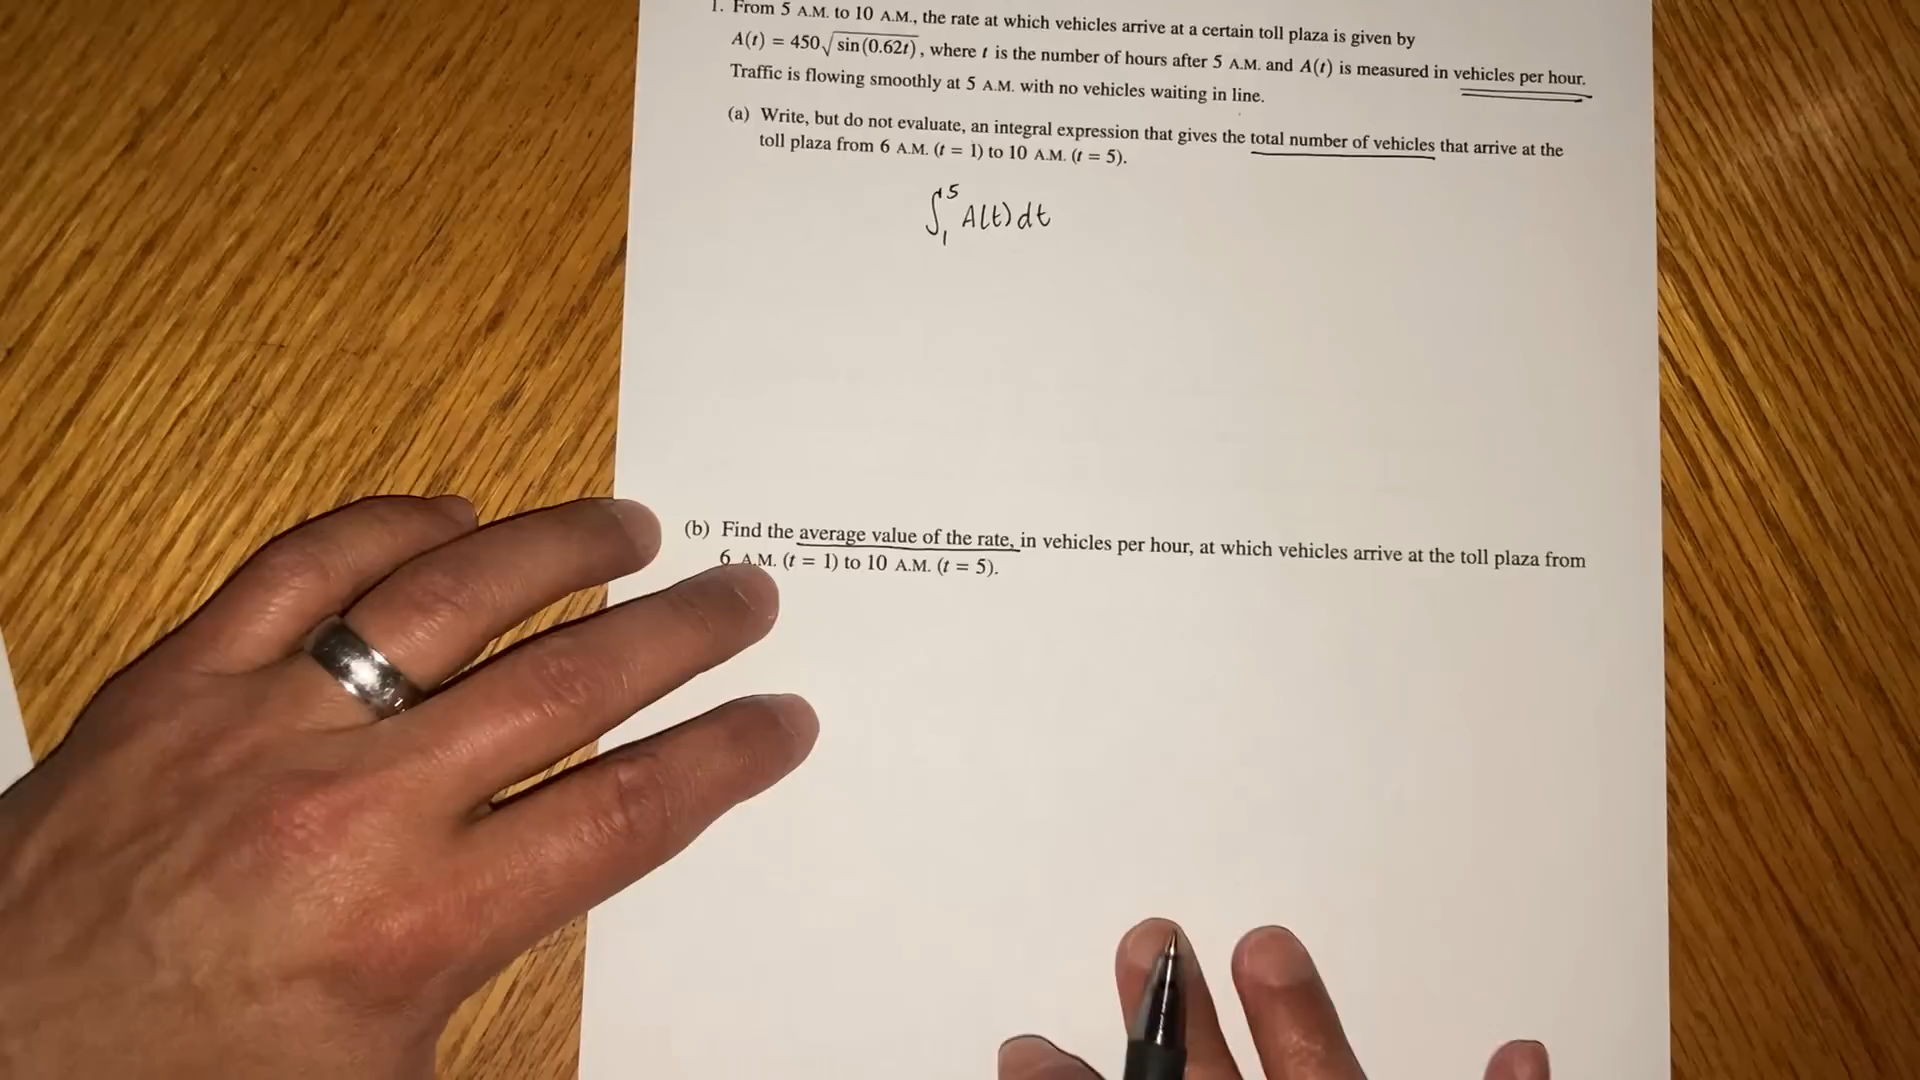 1. From 5 A.M. to 10 A.M., the rate at which vehicles arrive at a certain toll plaza is given by
A(t) = 450√sin(0.62t), where t is the number of hours after 5 A.M. and A(t) is measured in vehicles per hour.
Traffic is flowing smoothly at 5 A.M. with no vehicles waiting in line.
(a) Write, but do not evaluate, an integral expression that gives the total number of vehicles that arrive at the
toll plaza from 6 A.M. (t = 1) to 10 A.M. (t = 5).
∫₁⁵ A(t) dt
(b) Find the average value of the rate, in vehicles per hour, at which vehicles arrive at the toll plaza from
6 A.M. (t = 1) to 10 A.M. (t = 5).